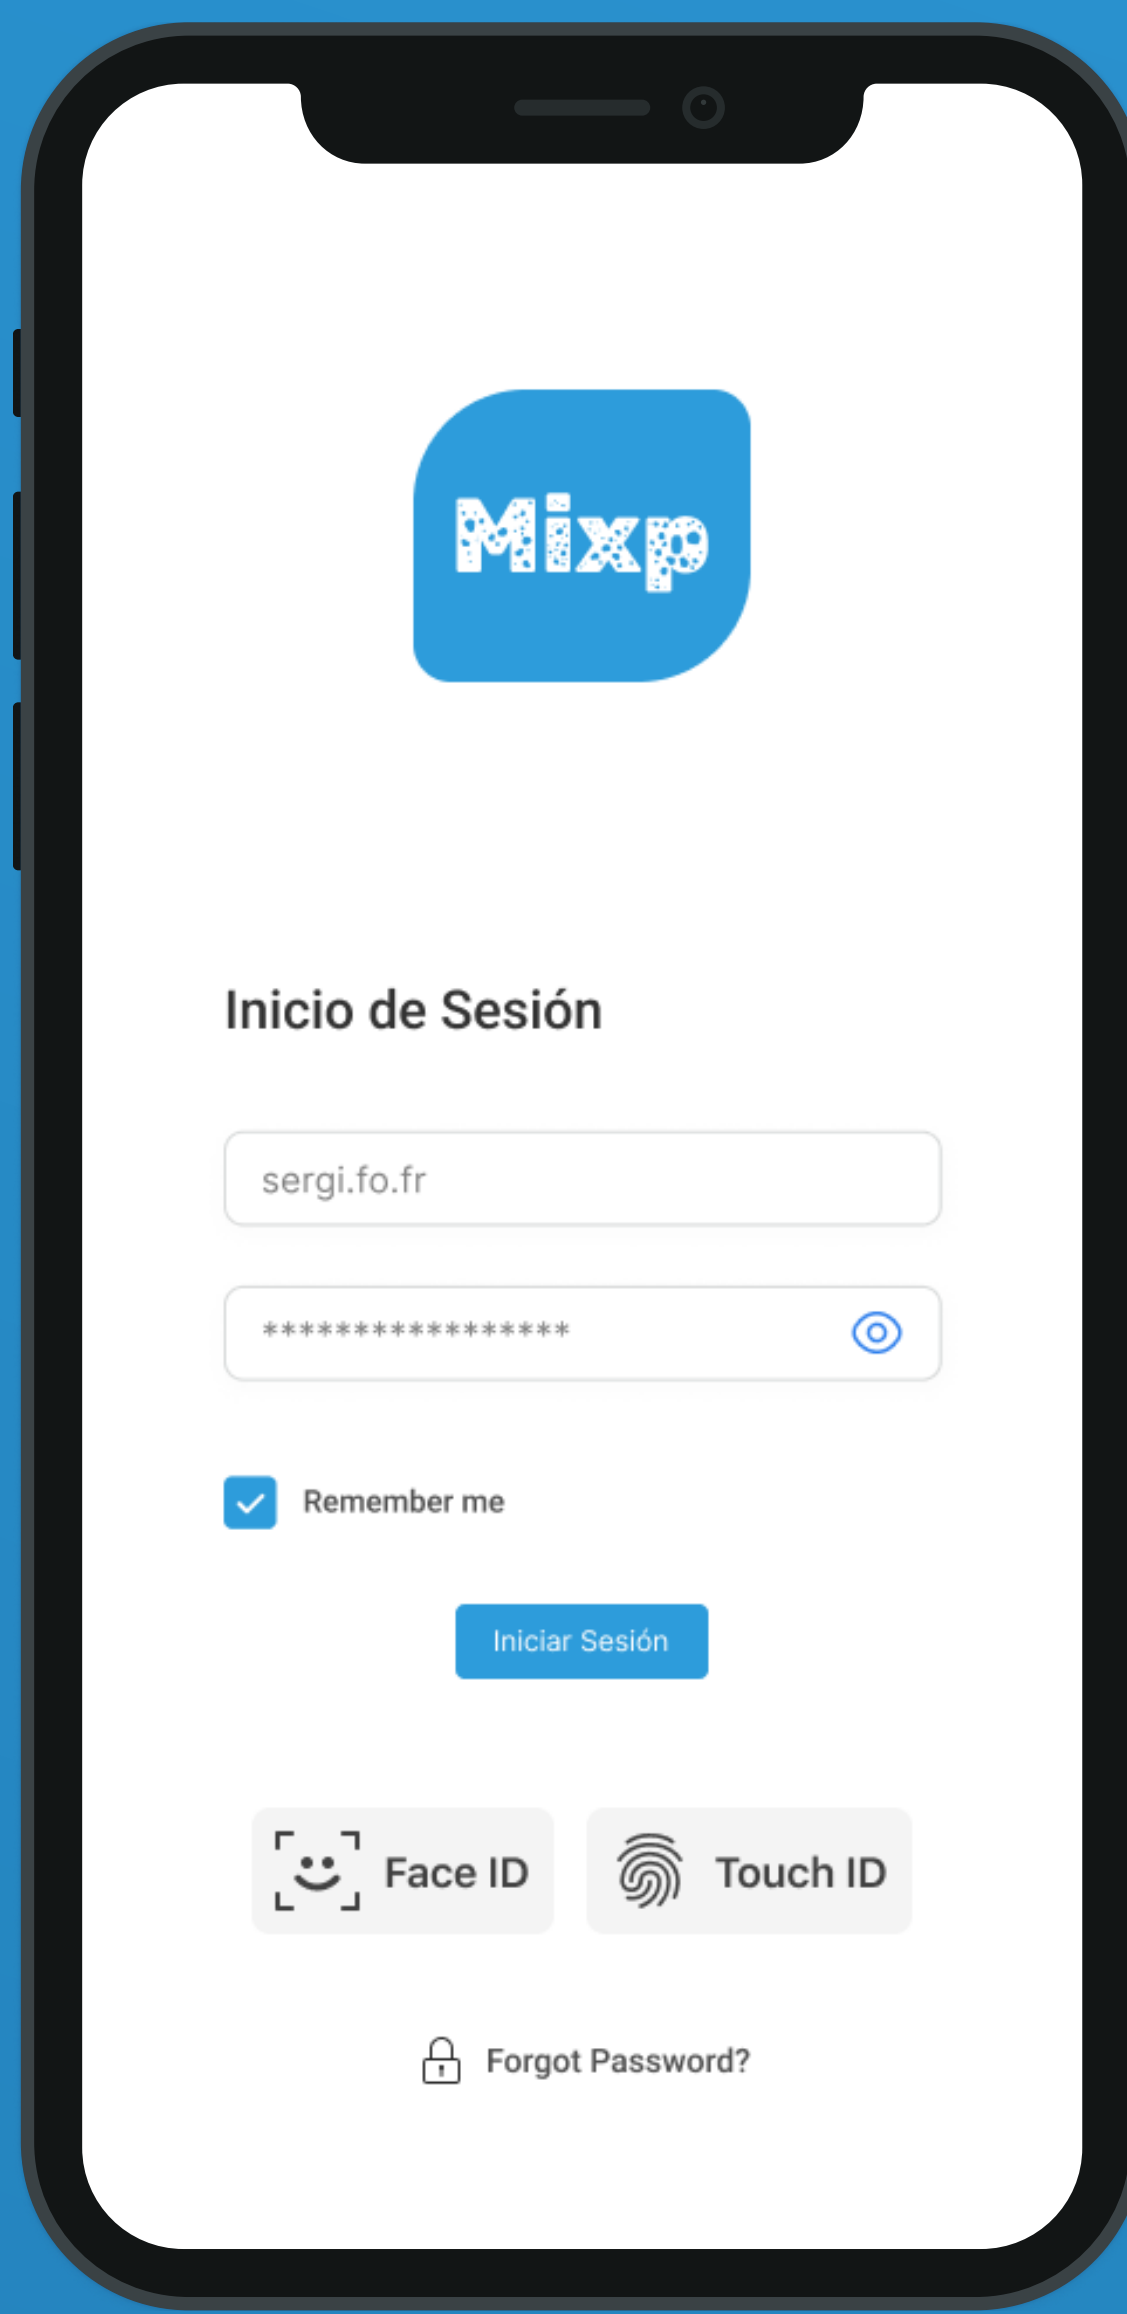 Mixp
Inicio de Sesión
sergi.fo.fr
*****************
Remember me
Iniciar Sesión
Face ID
Touch ID
Forgot Password?